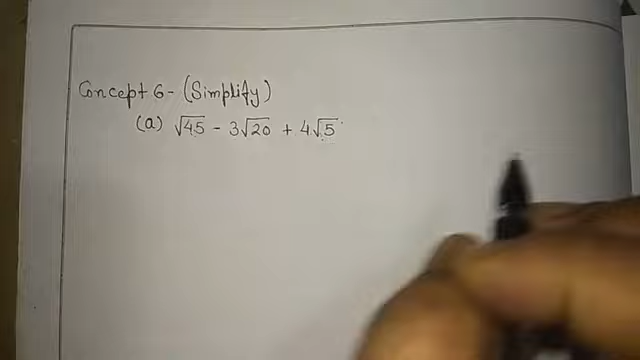 Concept 6- (Simplify)
(a) √45 - 3√20 + 4√5